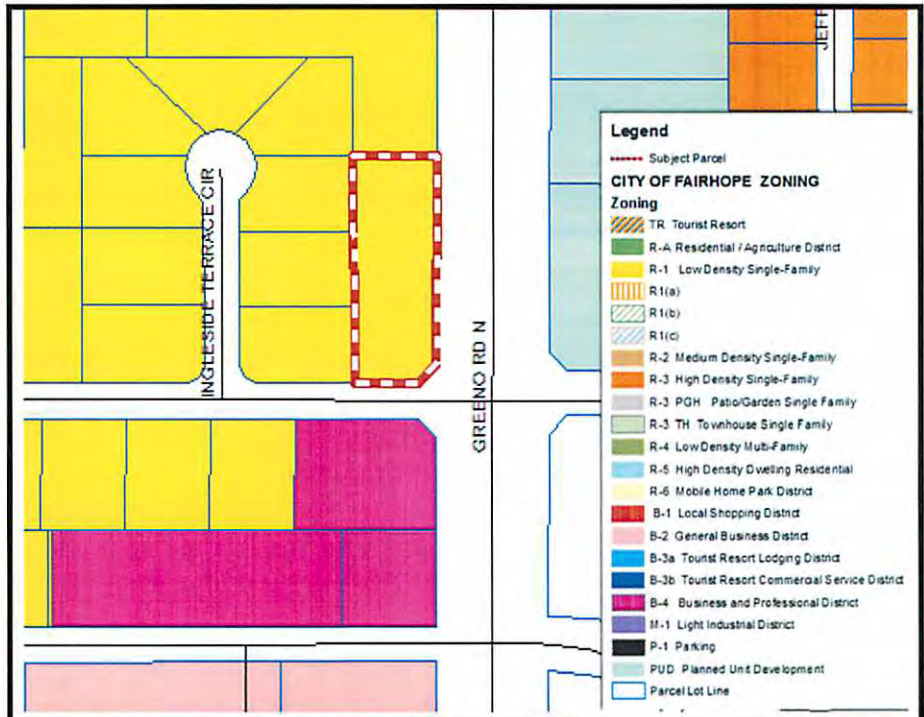 JEFF
INGLESIDE TERRACE CIR
GREENO RD N
Legend
Subject Parcel
CITY OF FAIRHOPE ZONING
Zoning
TR Tourist Resort
R-A Residential / Agriculture District
R-1 Low Density Single-Family
R1(a)
R1(b)
R1(c)
R-2 Medium Density Single-Family
R-3 High Density Single-Family
R-3 PGH Patio/Garden Single Family
R-3 TH Townhouse Single Family
R-4 Low Density Multi-Family
R-5 High Density Dwelling Residential
R-6 Mobile Home Park District
B-1 Local Shopping District
B-2 General Business District
B-3a Tourist Resort Lodging District
B-3b Tourist Resort Commercial Service District
B-4 Business and Professional District
M-1 Light Industrial District
P-1 Parking
PUD Planned Unit Development
Parcel Lot Line